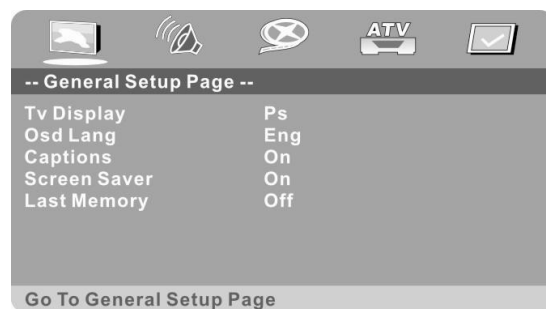 ATV
-- General Setup Page --
Tv Display Ps
Osd Lang Eng
Captions On
Screen Saver On
Last Memory Off
Go To General Setup Page